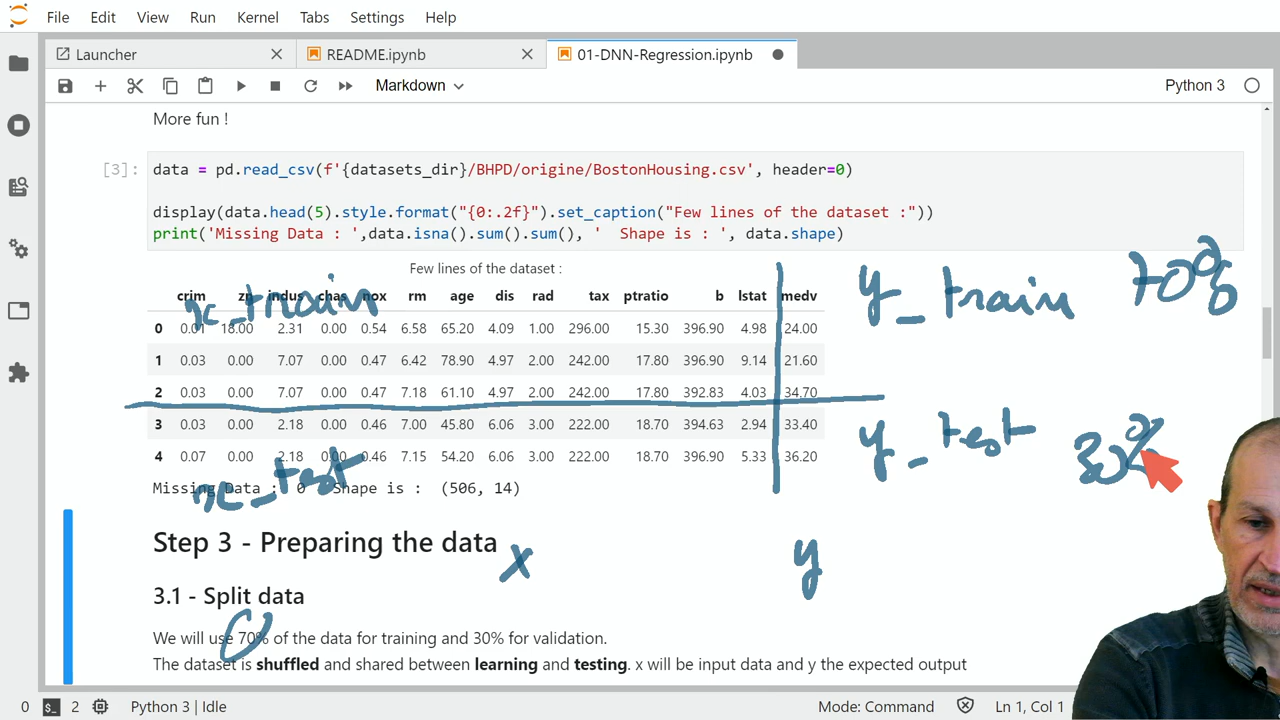 File Edit View Run Kernel Tabs Settings Help
Launcher README.ipynb 01-DNN-Regression.ipynb
Markdown Python 3
More fun !
[3]: data = pd.read_csv(f'{datasets_dir}/BHPD/origine/BostonHousing.csv', header=0)
display(data.head(5).style.format("{0:.2f}").set_caption("Few lines of the dataset :"))
print('Missing Data : ',data.isna().sum().sum(), '  Shape is : ', data.shape)
Few lines of the dataset :
crim zn indus chas nox rm age dis rad tax ptratio b lstat medv
x_train y_train 70%
0 0.01 18.00 2.31 0.00 0.54 6.58 65.20 4.09 1.00 296.00 15.30 396.90 4.98 24.00
1 0.03 0.00 7.07 0.00 0.47 6.42 78.90 4.97 2.00 242.00 17.80 396.90 9.14 21.60
2 0.03 0.00 7.07 0.00 0.47 7.18 61.10 4.97 2.00 242.00 17.80 392.83 4.03 34.70
3 0.03 0.00 2.18 0.00 0.46 7.00 45.80 6.06 3.00 222.00 18.70 394.63 2.94 33.40
y_test 30%
4 0.07 0.00 2.18 0.00 0.45 7.15 54.20 6.06 3.00 222.00 18.70 396.90 5.33 36.20
x_test
Missing Data : 0 Shape is : (506, 14)
Step 3 - Preparing the data
x y
3.1 - Split data
We will use 70% of the data for training and 30% for validation.
The dataset is shuffled and shared between learning and testing. x will be input data and y the expected output
0 2 Python 3 | Idle Mode: Command Ln 1, Col 1